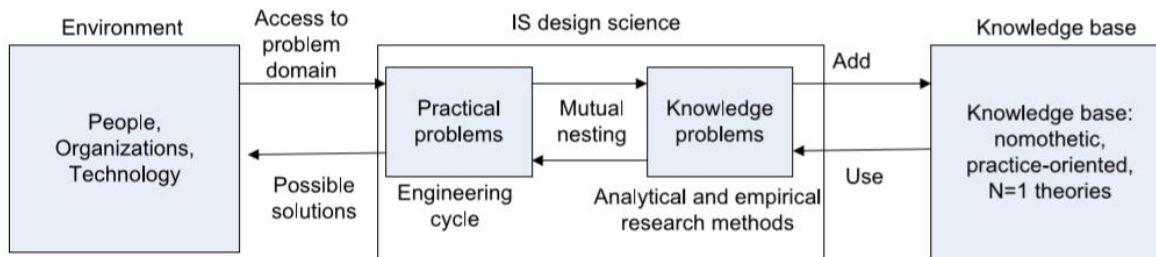 Environment
People,
Organizations,
Technology
Access to
problem
domain
Possible
solutions
IS design science
Practical
problems
Engineering
cycle
Mutual
nesting
Knowledge
problems
Analytical and empirical
research methods
Add
Use
Knowledge base
Knowledge base:
nomothetic,
practice-oriented,
N=1 theories